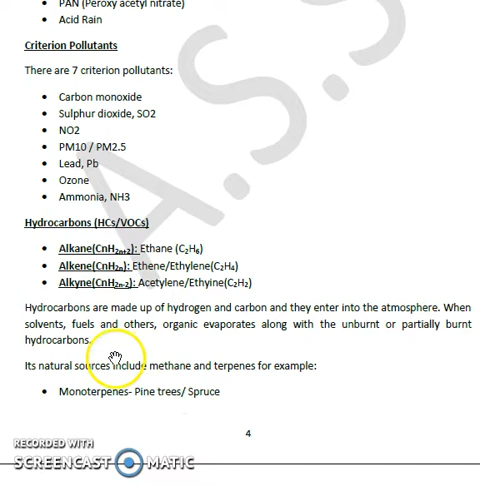 PAN (Peroxy acetyl nitrate)
Acid Rain
Criterion Pollutants
There are 7 criterion pollutants:
Carbon monoxide
Sulphur dioxide, SO2
NO2
PM10 / PM2.5
Lead, Pb
Ozone
Ammonia, NH3
Hydrocarbons (HCs/VOCs)
Alkane(CnH₂ₙ₊₂): Ethane (C₂H₆)
Alkene(CnH₂ₙ): Ethene/Ethylene(C₂H₄)
Alkyne(CnH₂ₙ₋₂): Acetylene/Ethyine(C₂H₂)
Hydrocarbons are made up of hydrogen and carbon and they enter into the atmosphere. When
solvents, fuels and others, organic evaporates along with the unburnt or partially burnt
hydrocarbons.
Its natural sources include methane and terpenes for example:
Monoterpenes- Pine trees/ Spruce
4
RECORDED WITH
SCREENCAST MATIC
A.S.S